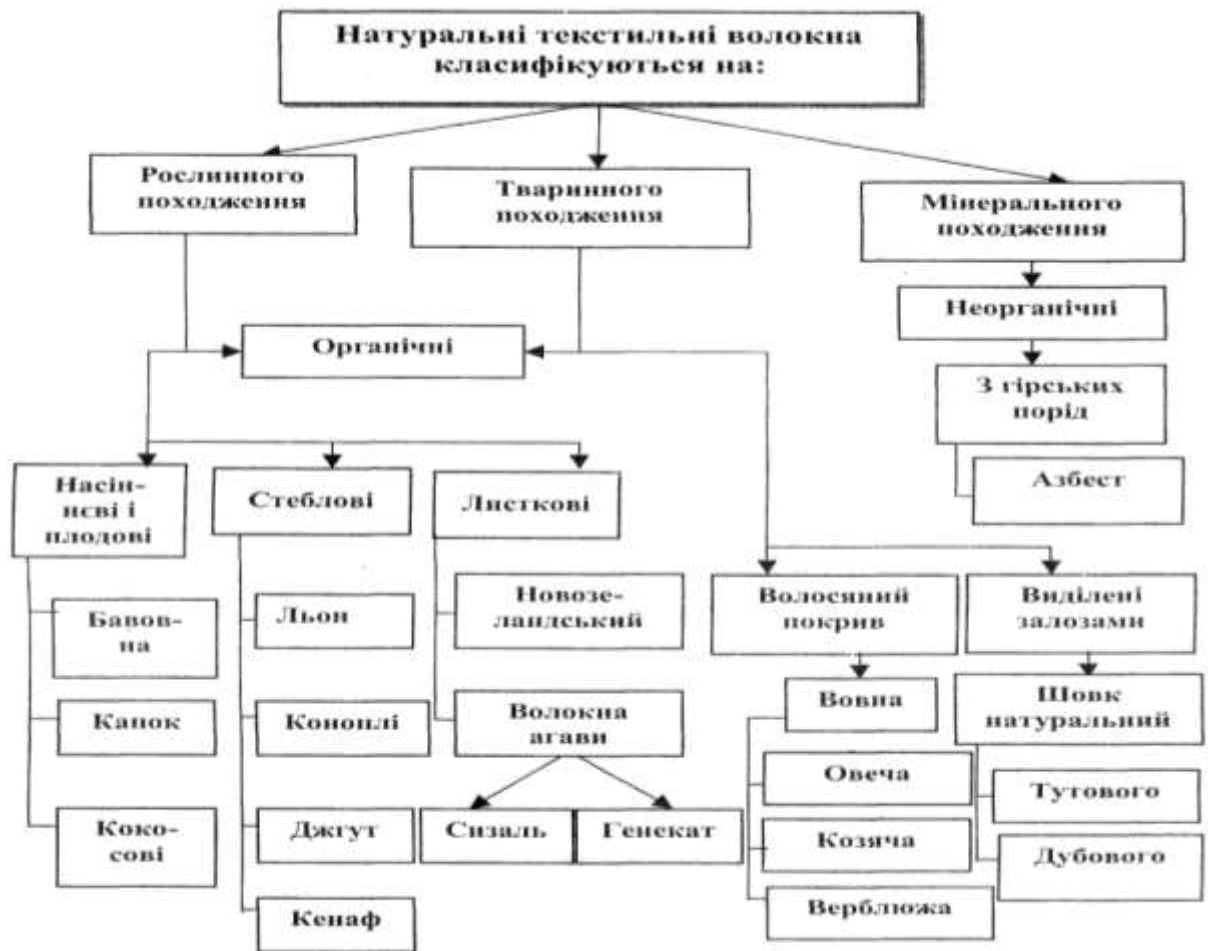 Натуральні текстильні волокна
класифікуються на:
Рослинного
походження
Тваринного
походження
Мінерального
походження
Неорганічні
Органічні
З гірських
порід
Азбест
Насін-
нєві і
плодові
Стеблові
Листкові
Бавов-
на
Льон
Новозе-
ландський
Волосяний
покрив
Виділені
залозами
Капок
Коноплі
Волокна
агави
Вовна
Шовк
натуральний
Овеча
Тутового
Коко-
сові
Джгут
Сизаль
Генекат
Козяча
Дубового
Кенаф
Верблюжа